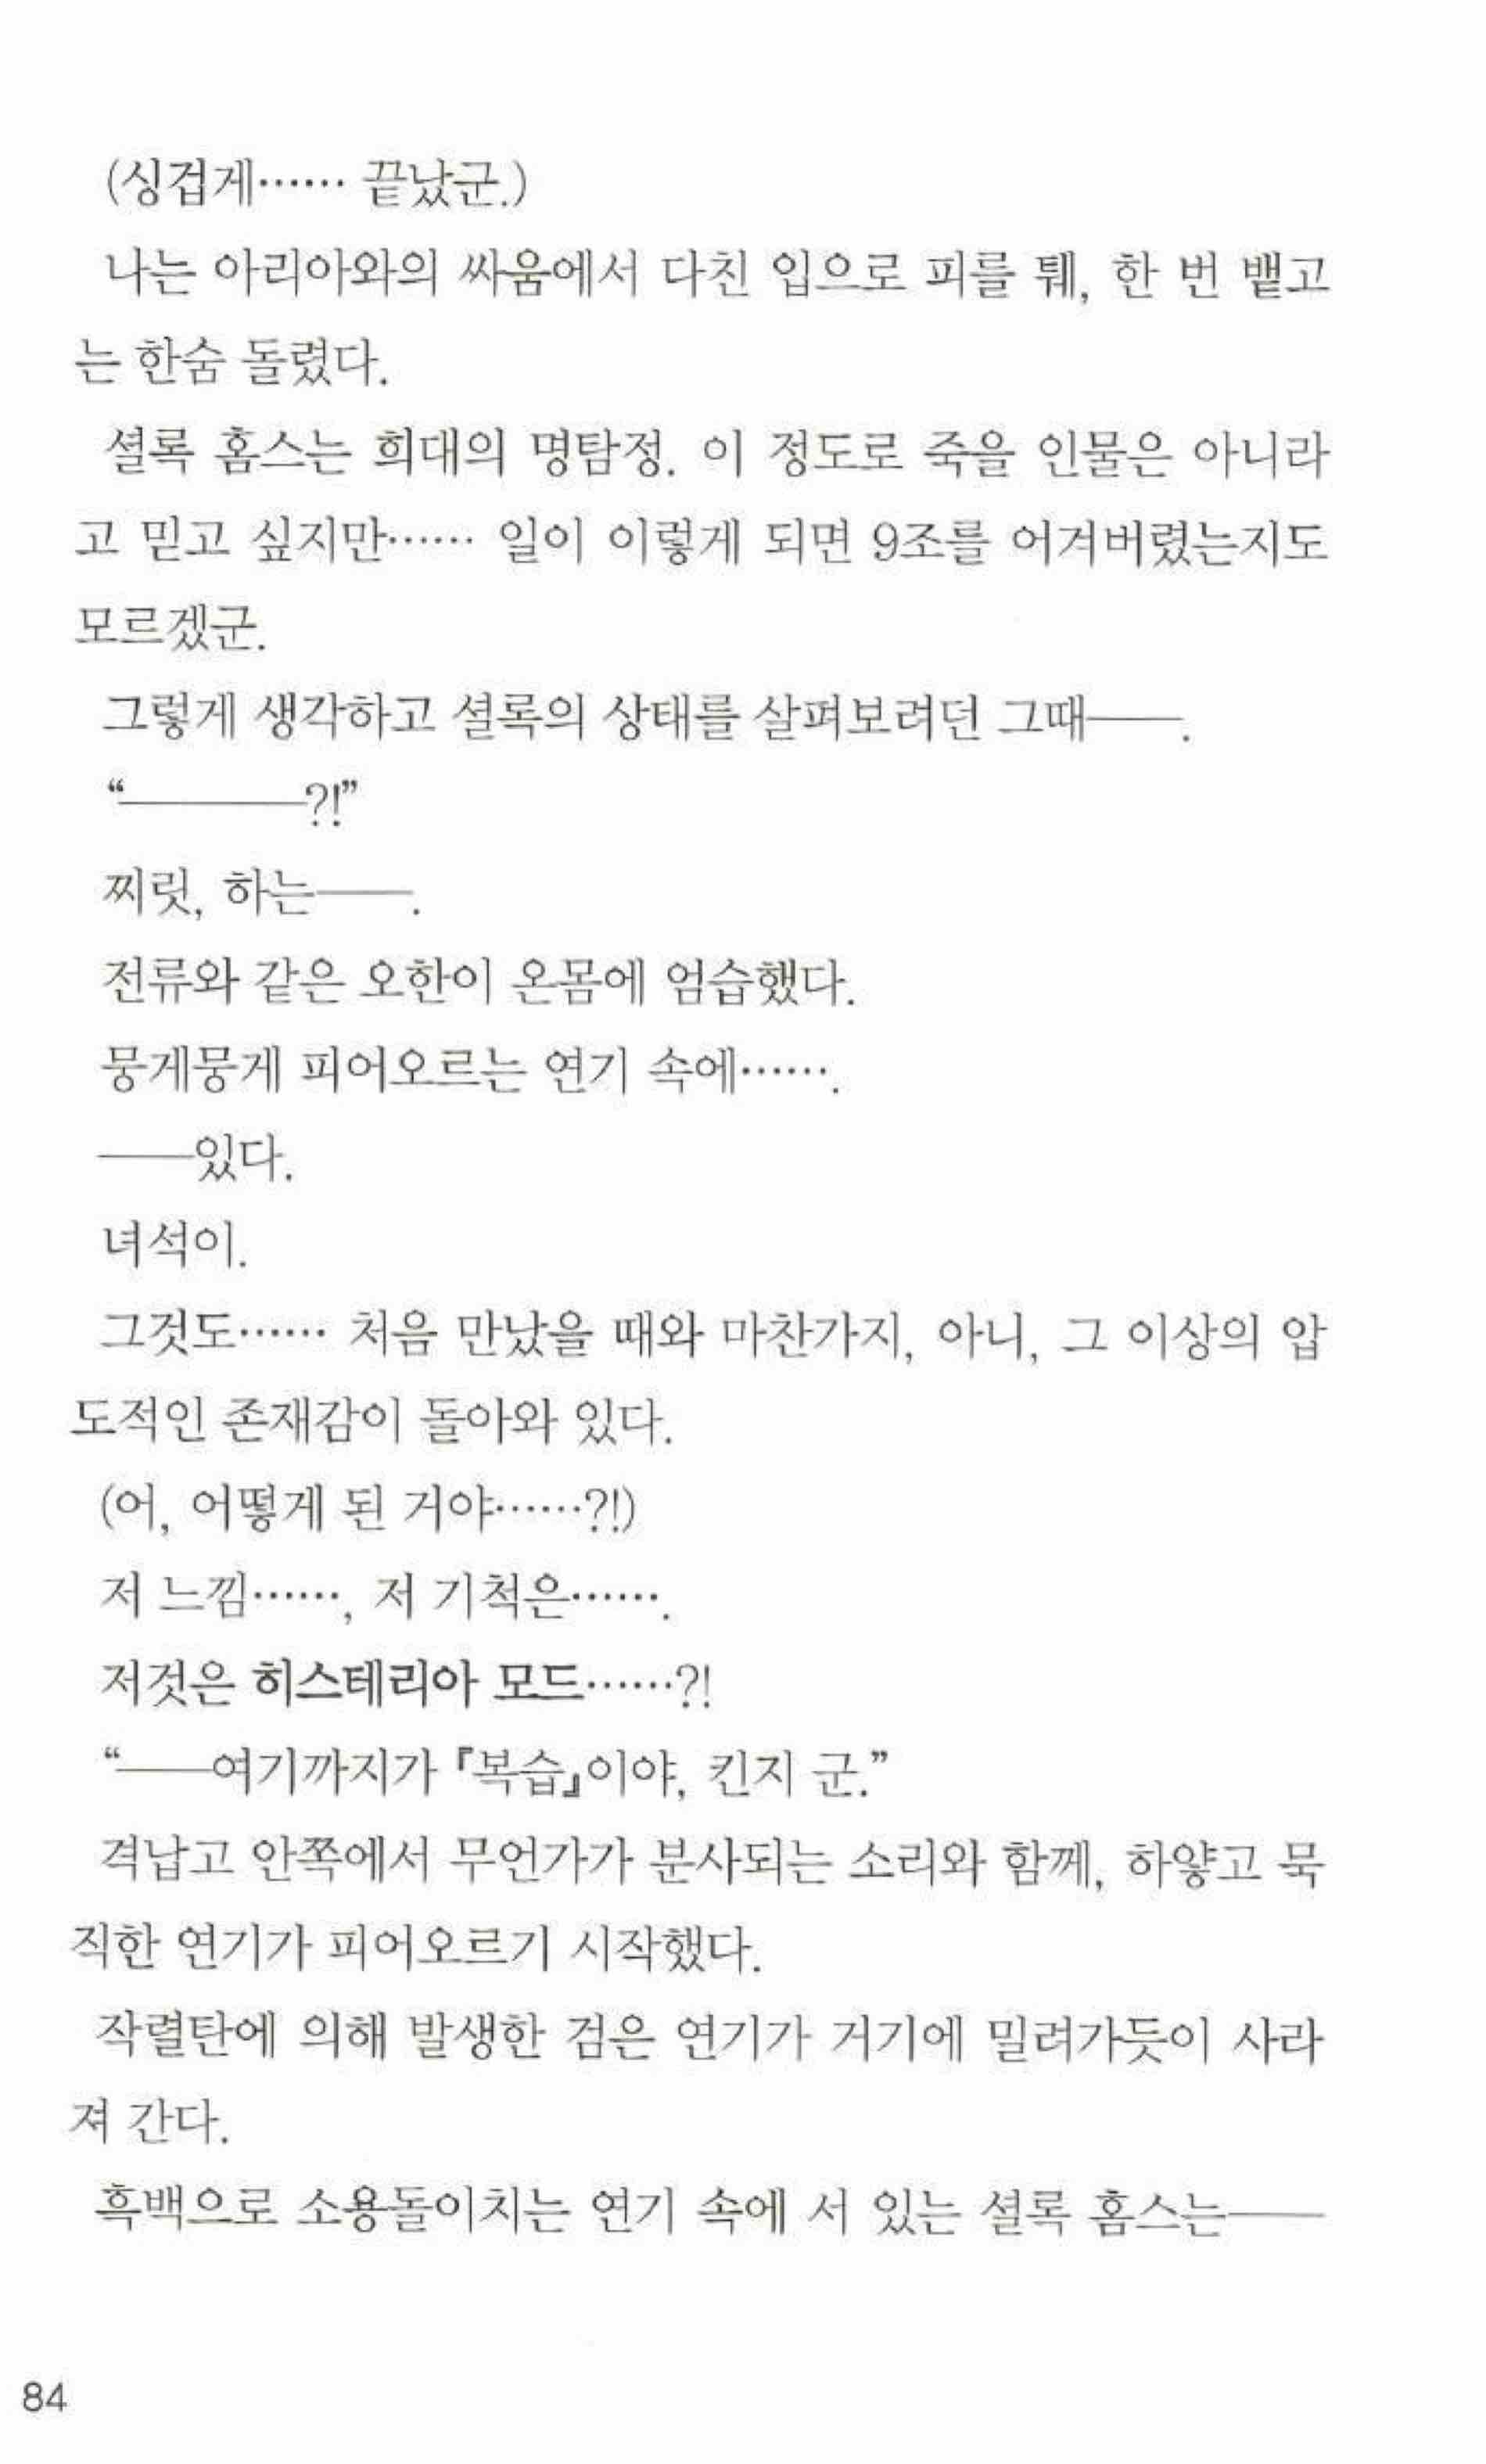 (싱겁게…… 끝났군.)
나는 아리아와의 싸움에서 다친 입으로 피를 퉤, 한 번 뱉고
는 한숨 돌렸다.
셜록 홈스는 희대의 명탐정. 이 정도로 죽을 인물은 아니라
고 믿고 싶지만…… 일이 이렇게 되면 9조를 어겨버렸는지도
모르겠군.
그렇게 생각하고 셜록의 상태를 살펴보려던 그때──.
“────?!”
찌릿, 하는──.
전류와 같은 오한이 온몸에 엄습했다.
뭉게뭉게 피어오르는 연기 속에…….
──있다.
녀석이.
그것도…… 처음 만났을 때와 마찬가지, 아니, 그 이상의 압
도적인 존재감이 돌아와 있다.
(어, 어떻게 된 거야……?!)
저 느낌……, 저 기척은…….
저것은 히스테리아 모드……?!
“──여기까지가 『복습』이야, 킨지 군.”
격납고 안쪽에서 무언가가 분사되는 소리와 함께, 하얗고 묵
직한 연기가 피어오르기 시작했다.
작렬탄에 의해 발생한 검은 연기가 거기에 밀려가듯이 사라
져 간다.
흑백으로 소용돌이치는 연기 속에 서 있는 셜록 홈스는──
84